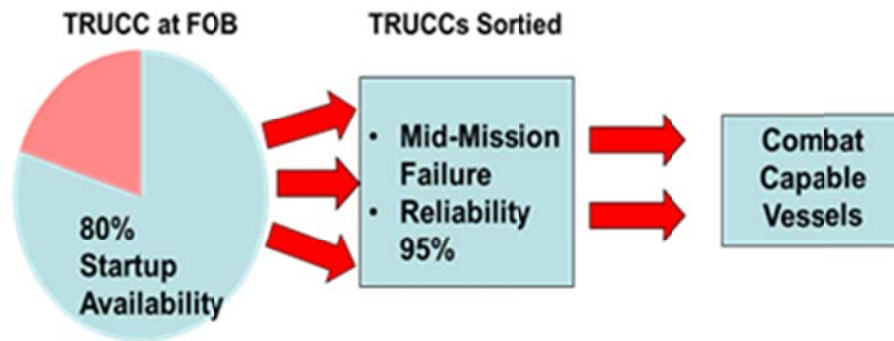 TRUCC at FOB
TRUCCs Sortied
80%
Startup
Availability
• Mid-Mission
Failure
• Reliability
95%
Combat
Capable
Vessels